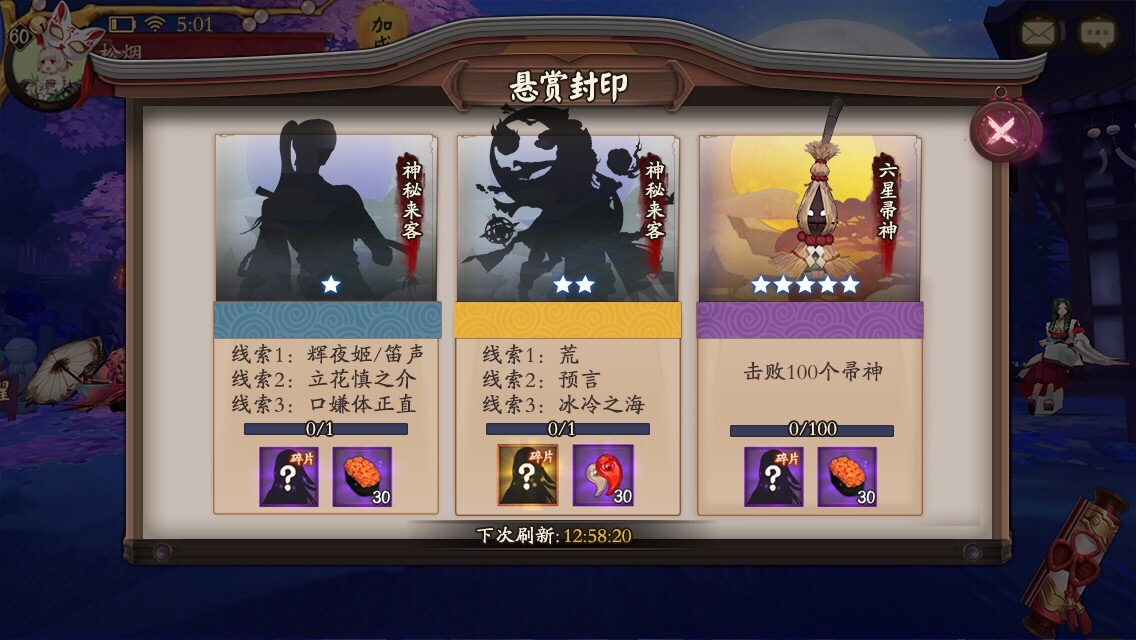 60
5:01
松烟
加
成
悬赏封印
神秘来客
线索1：辉夜姬/笛声
线索2：立花慎之介
线索3：口嫌体正直
0/1
碎片
?
30
神秘来客
线索1：荒
线索2：预言
线索3：冰冷之海
0/1
碎片
?
30
六星帚神
击败100个帚神
0/100
碎片
?
30
下次刷新:12:58:20